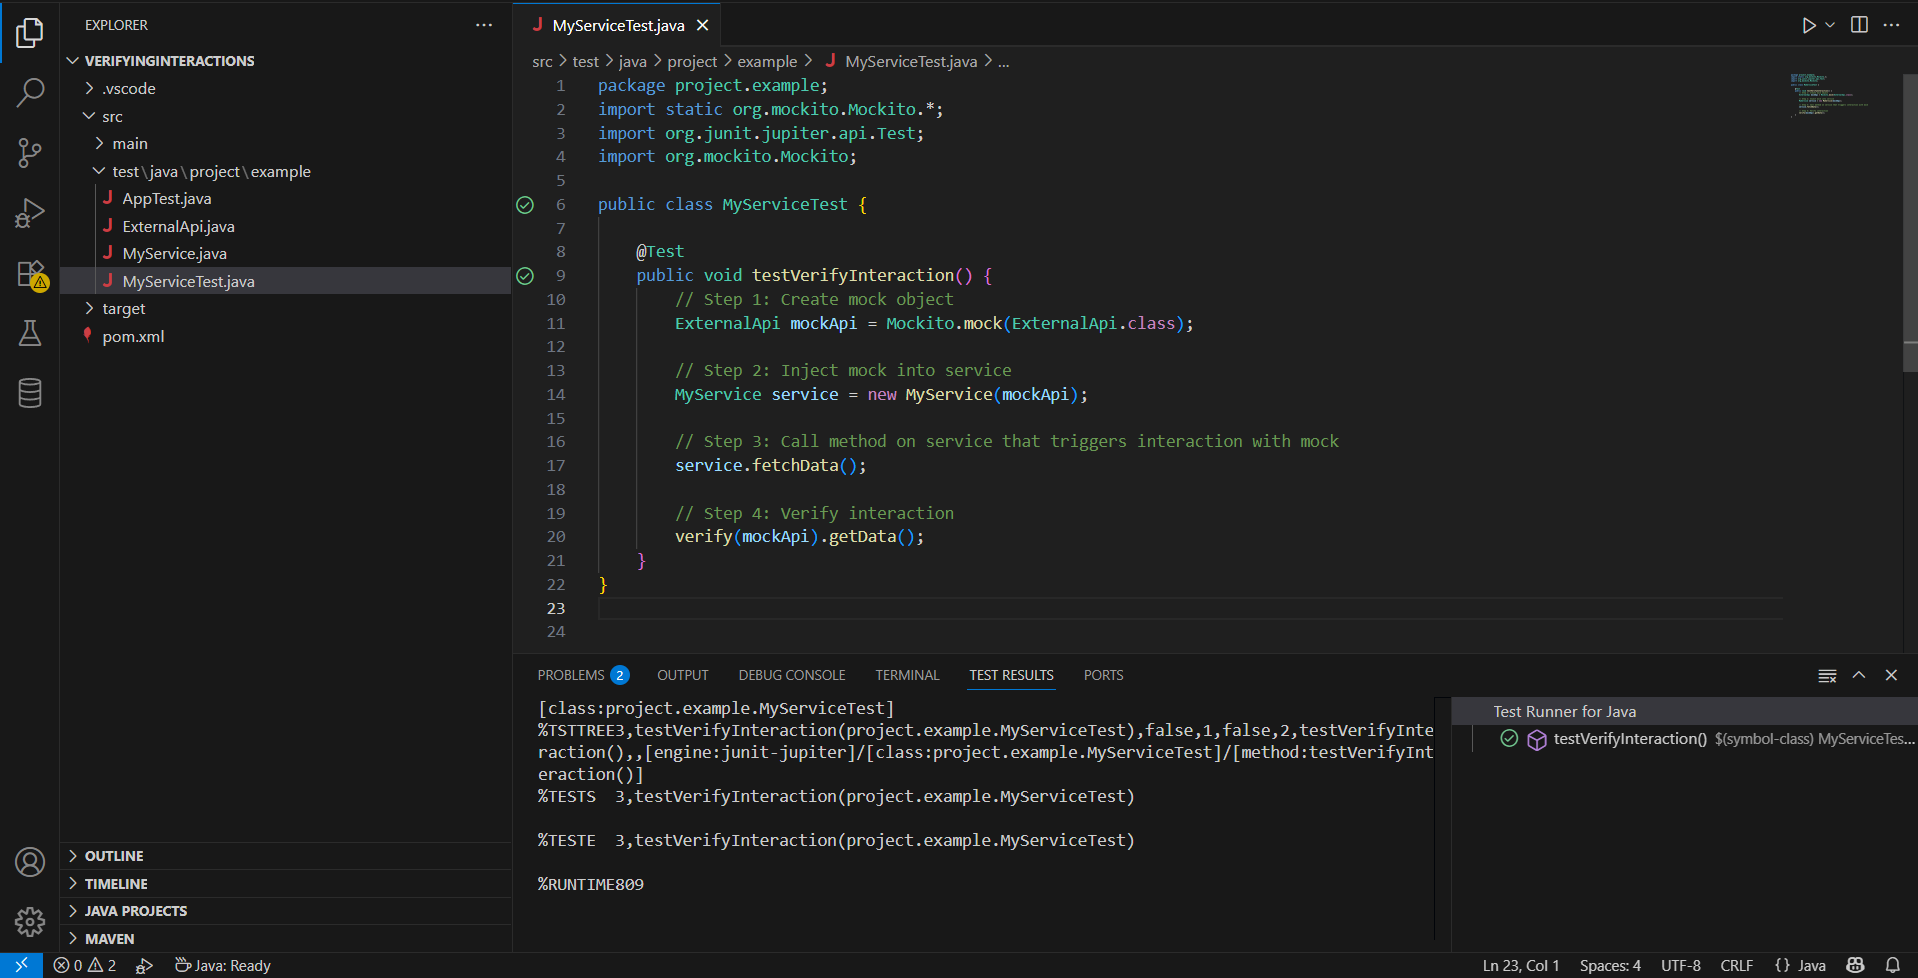 EXPLORER
VERIFYINGINTERACTIONS
.vscode
src
main
test\java\project\example
AppTest.java
ExternalApi.java
MyService.java
MyServiceTest.java
target
pom.xml
OUTLINE
TIMELINE
JAVA PROJECTS
MAVEN
MyServiceTest.java
src > test > java > project > example > MyServiceTest.java > ...
1 package project.example;
2 import static org.mockito.Mockito.*;
3 import org.junit.jupiter.api.Test;
4 import org.mockito.Mockito;
5
6 public class MyServiceTest {
7
8 @Test
9 public void testVerifyInteraction() {
10 // Step 1: Create mock object
11 ExternalApi mockApi = Mockito.mock(ExternalApi.class);
12
13 // Step 2: Inject mock into service
14 MyService service = new MyService(mockApi);
15
16 // Step 3: Call method on service that triggers interaction with mock
17 service.fetchData();
18
19 // Step 4: Verify interaction
20 verify(mockApi).getData();
21 }
22 }
23
24
PROBLEMS 2 OUTPUT DEBUG CONSOLE TERMINAL TEST RESULTS PORTS
[class:project.example.MyServiceTest]
%TSTTREE3,testVerifyInteraction(project.example.MyServiceTest),false,1,false,2,testVerifyInte
raction(),,[engine:junit-jupiter]/[class:project.example.MyServiceTest]/[method:testVerifyInt
eraction()]
%TESTS 3,testVerifyInteraction(project.example.MyServiceTest)
%TESTE 3,testVerifyInteraction(project.example.MyServiceTest)
%RUNTIME809
Test Runner for Java
testVerifyInteraction() $(symbol-class) MyServiceTes...
0 2 Java: Ready Ln 23, Col 1 Spaces: 4 UTF-8 CRLF {} Java